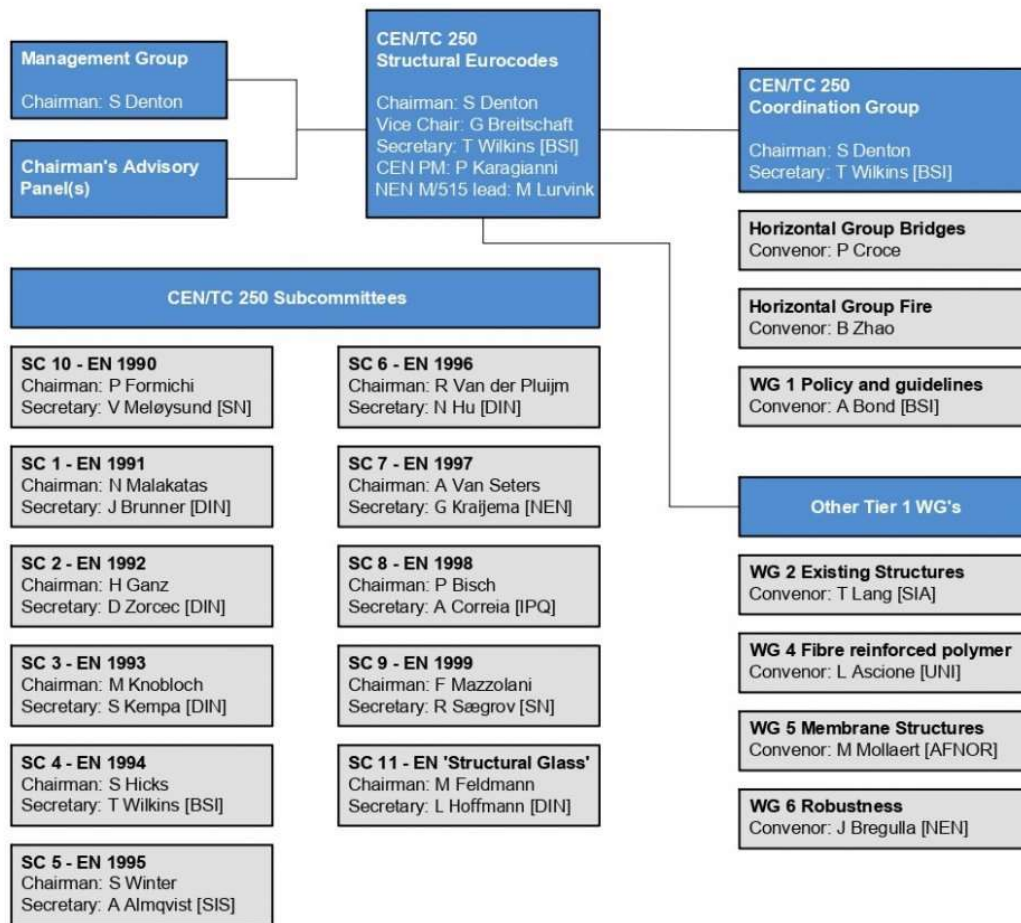 Management Group
Chairman: S Denton
Chairman's Advisory
Panel(s)
CEN/TC 250
Structural Eurocodes
Chairman: S Denton
Vice Chair: G Breitschaft
Secretary: T Wilkins [BSI]
CEN PM: P Karagianni
NEN M/515 lead: M Lurvink
CEN/TC 250
Coordination Group
Chairman: S Denton
Secretary: T Wilkins [BSI]
Horizontal Group Bridges
Convenor: P Croce
Horizontal Group Fire
Convenor: B Zhao
WG 1 Policy and guidelines
Convenor: A Bond [BSI]
CEN/TC 250 Subcommittees
SC 10 - EN 1990
Chairman: P Formichi
Secretary: V Meløysund [SN]
SC 1 - EN 1991
Chairman: N Malakatas
Secretary: J Brunner [DIN]
SC 2 - EN 1992
Chairman: H Ganz
Secretary: D Zorcec [DIN]
SC 3 - EN 1993
Chairman: M Knobloch
Secretary: S Kempa [DIN]
SC 4 - EN 1994
Chairman: S Hicks
Secretary: T Wilkins [BSI]
SC 5 - EN 1995
Chairman: S Winter
Secretary: A Almqvist [SIS]
SC 6 - EN 1996
Chairman: R Van der Pluijm
Secretary: N Hu [DIN]
SC 7 - EN 1997
Chairman: A Van Seters
Secretary: G Kraijema [NEN]
SC 8 - EN 1998
Chairman: P Bisch
Secretary: A Correia [IPQ]
SC 9 - EN 1999
Chairman: F Mazzolani
Secretary: R Sægrov [SN]
SC 11 - EN 'Structural Glass'
Chairman: M Feldmann
Secretary: L Hoffmann [DIN]
Other Tier 1 WG's
WG 2 Existing Structures
Convenor: T Lang [SIA]
WG 4 Fibre reinforced polymer
Convenor: L Ascione [UNI]
WG 5 Membrane Structures
Convenor: M Mollaert [AFNOR]
WG 6 Robustness
Convenor: J Bregulla [NEN]